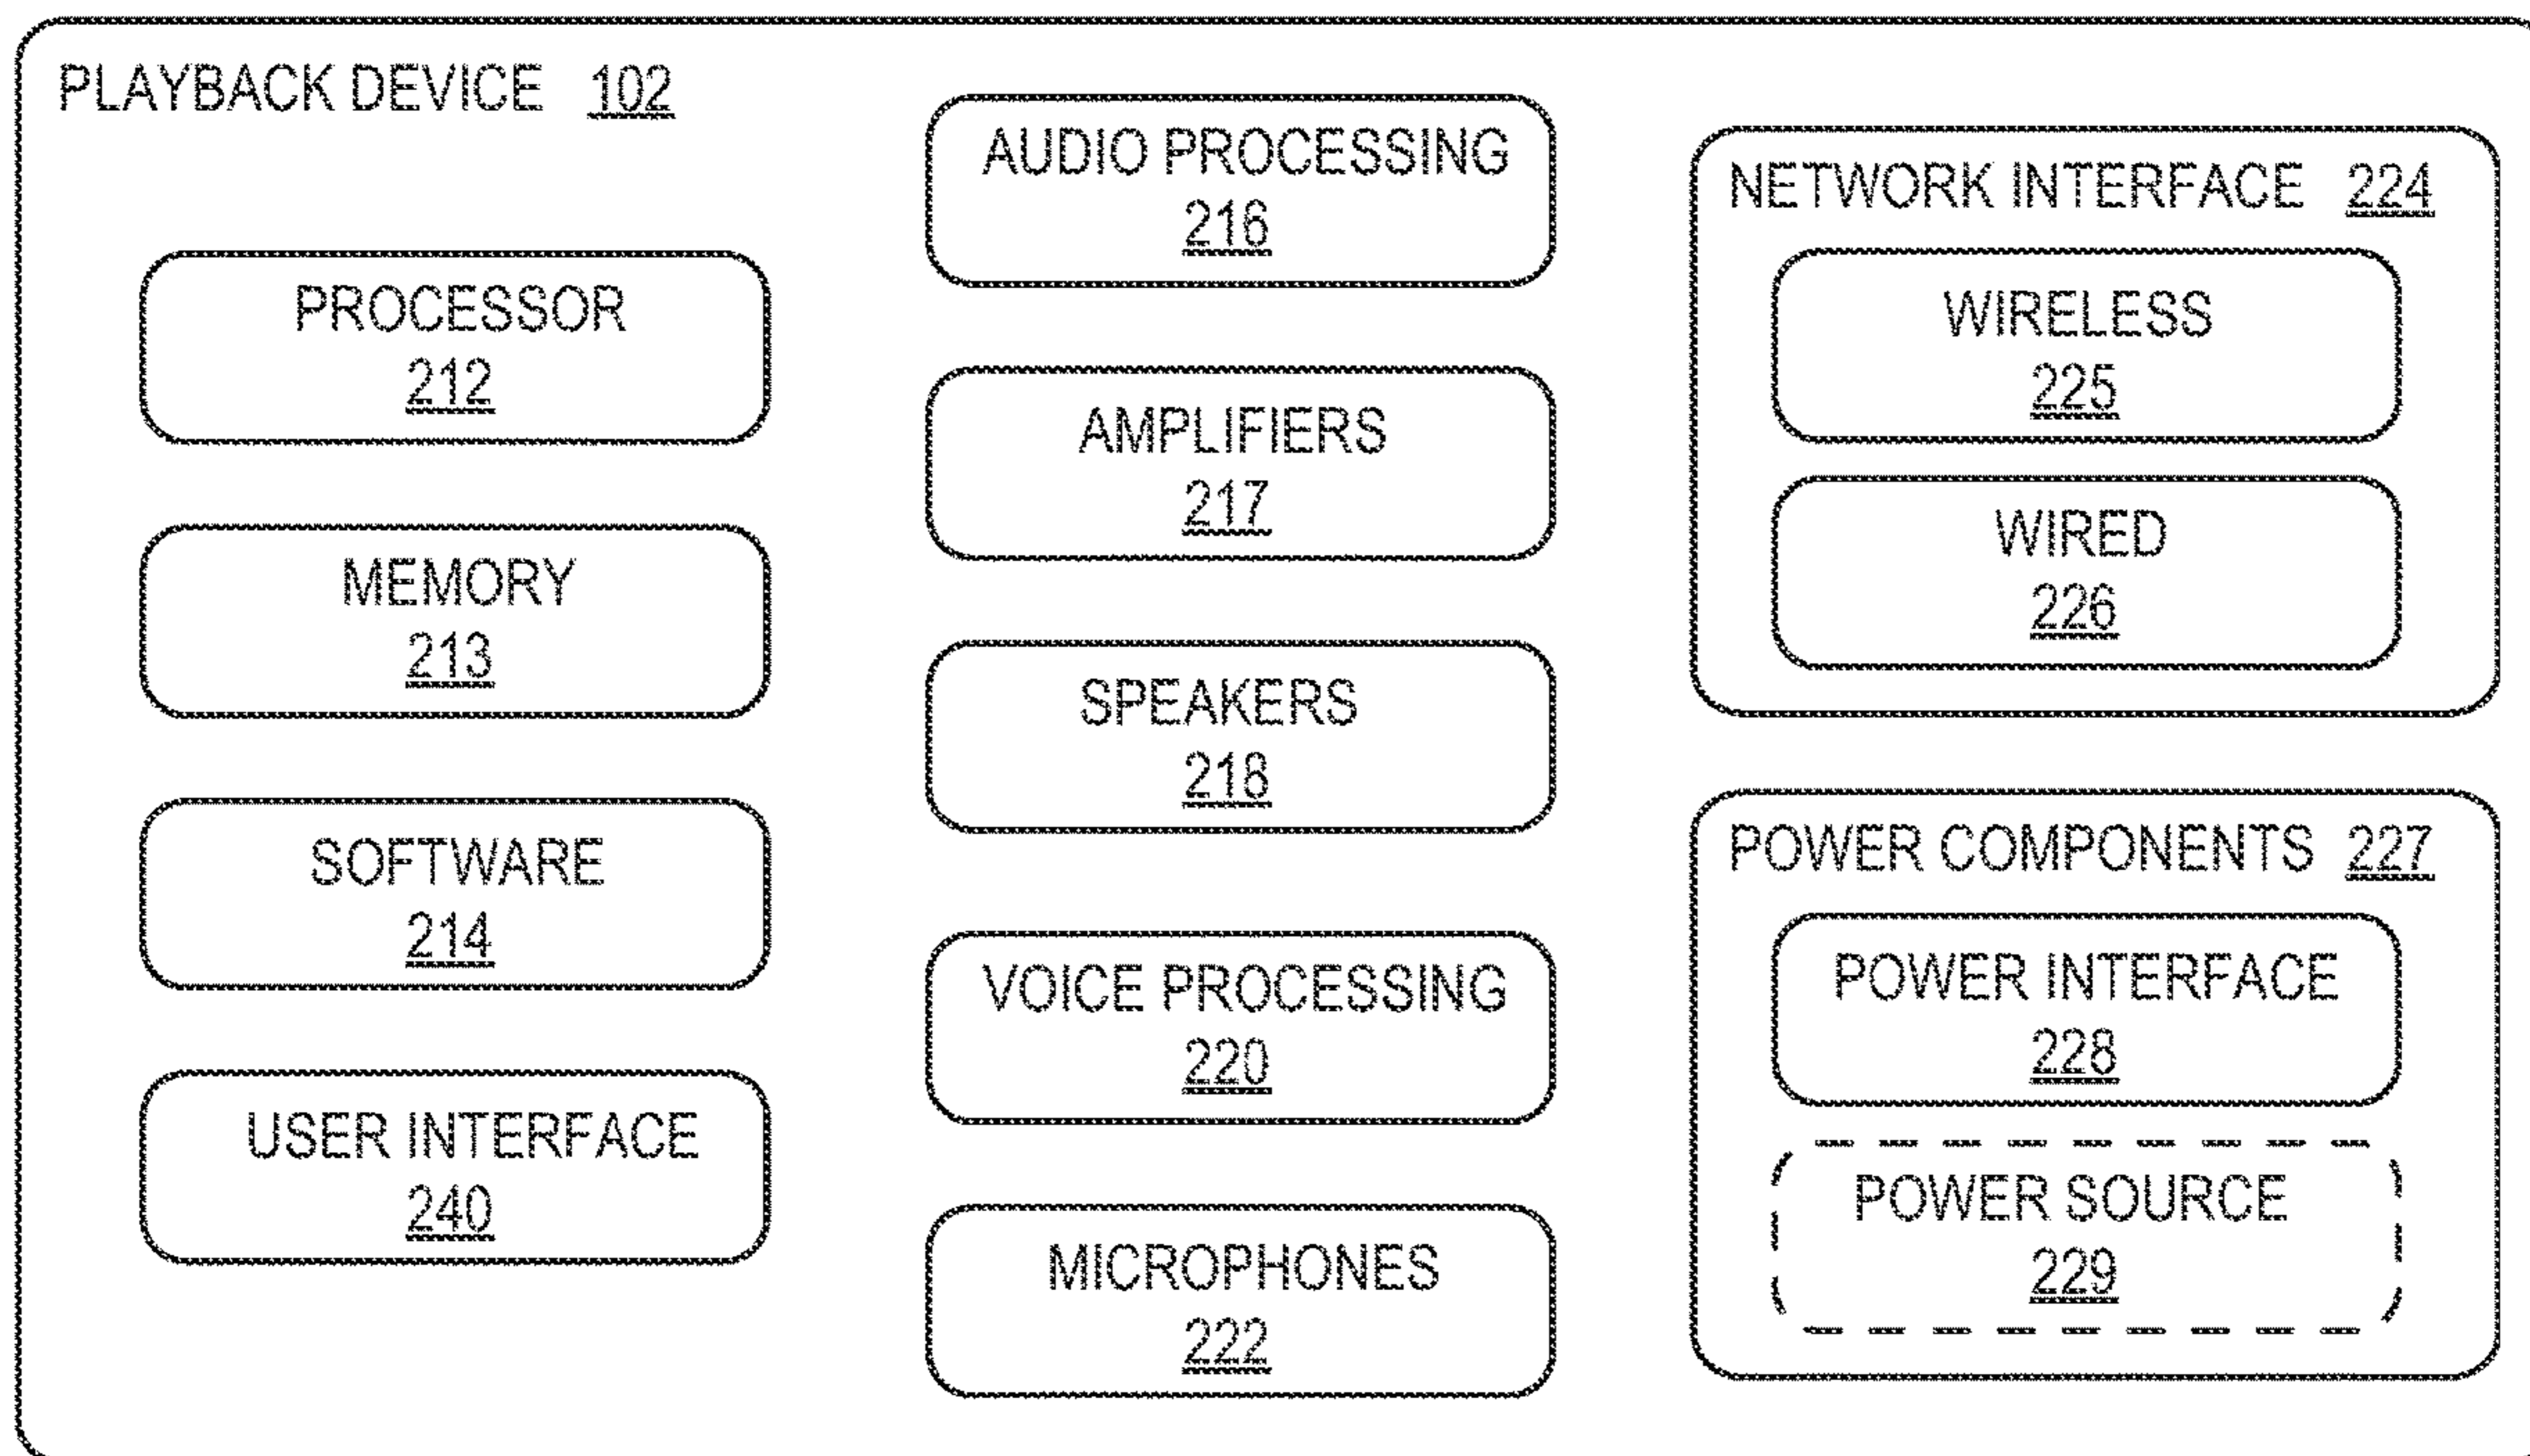 PLAYBACK DEVICE 102
PROCESSOR
212
MEMORY
213
SOFTWARE
214
USER INTERFACE
240
AUDIO PROCESSING
216
AMPLIFIERS
217
SPEAKERS
218
VOICE PROCESSING
220
MICROPHONES
222
NETWORK INTERFACE 224
WIRELESS
225
WIRED
226
POWER COMPONENTS 227
POWER INTERFACE
228
POWER SOURCE
229